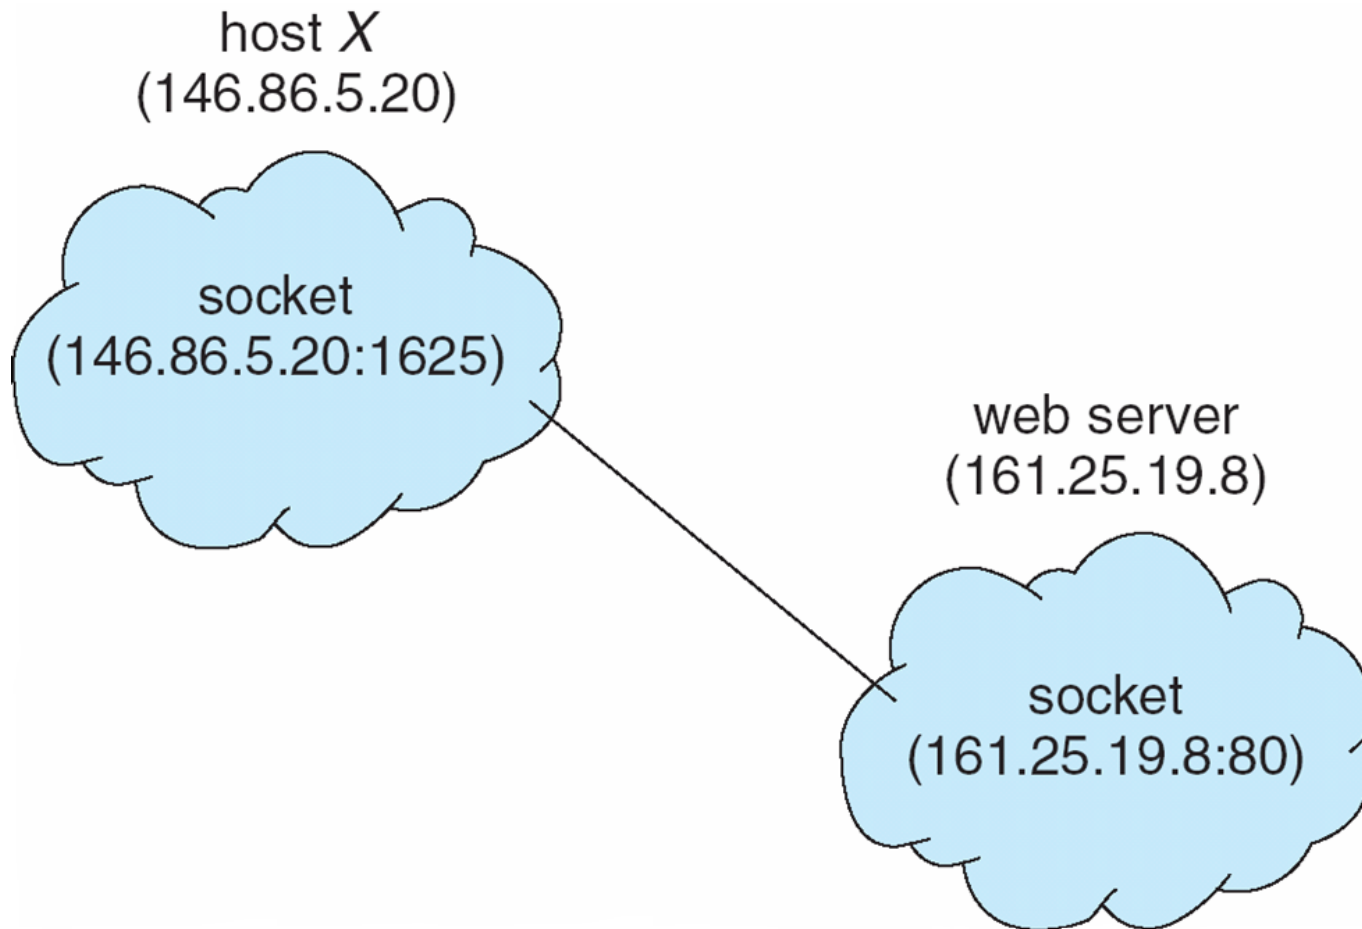 host X
(146.86.5.20)
socket
(146.86.5.20:1625)
web server
(161.25.19.8)
socket
(161.25.19.8:80)